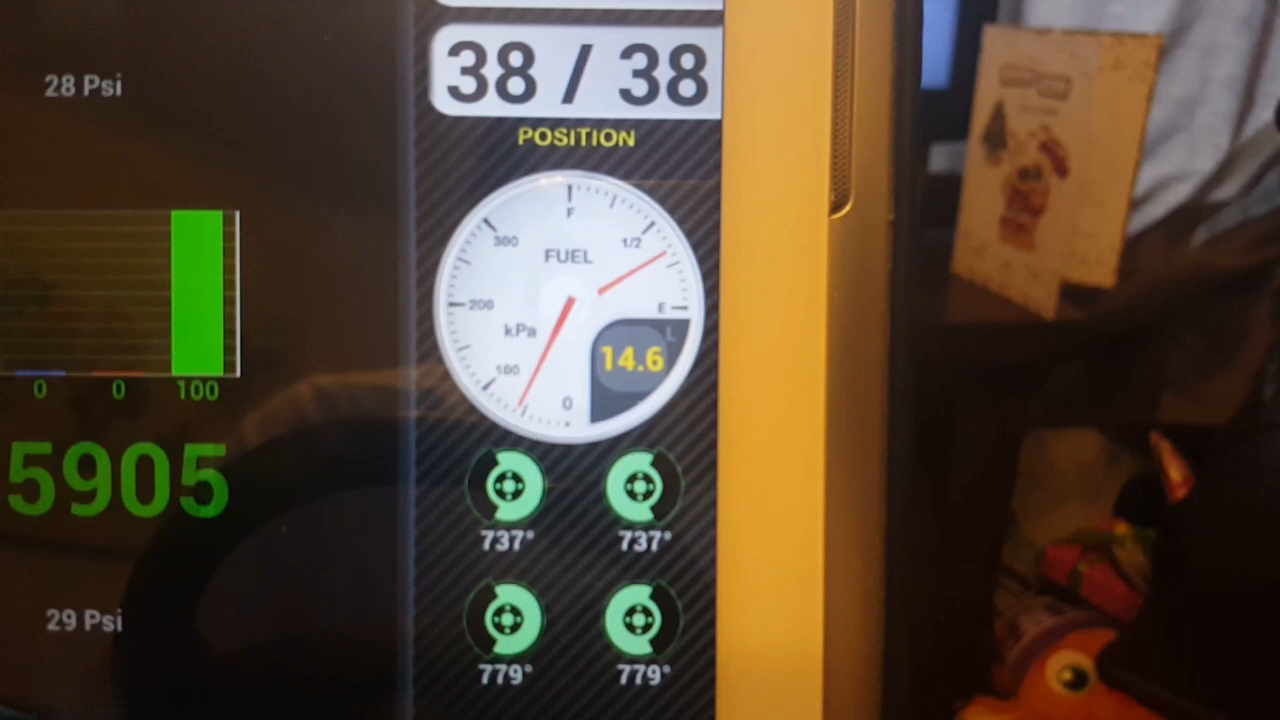 28 Psi
38 / 38
POSITION
F
300
1/2
FUEL
200
E
kPa
L
14.6
100
0
0 0 100
5905
737° 737°
29 Psi
779° 779°